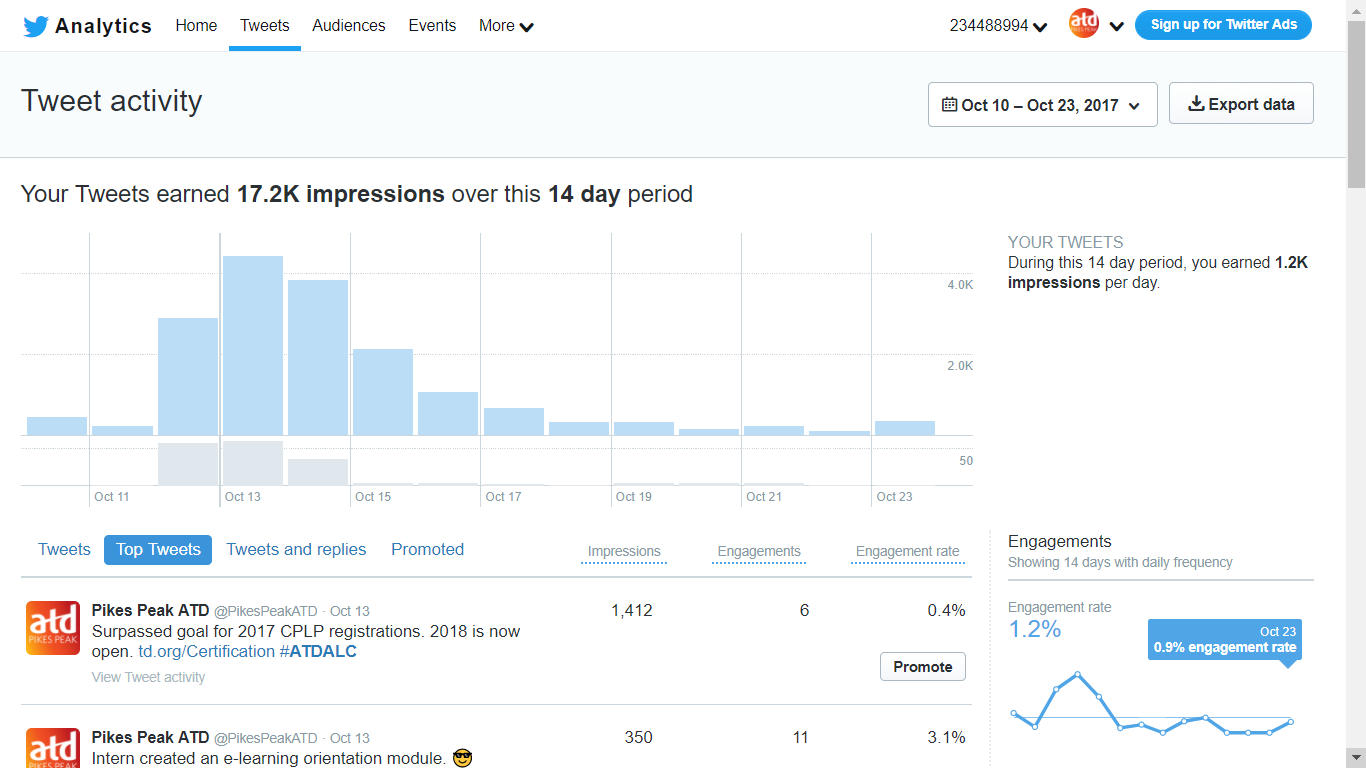 Analytics Home Tweets Audiences Events More 234488994 Sign up for Twitter Ads
Tweet activity
Oct 10 – Oct 23, 2017 Export data
Your Tweets earned 17.2K impressions over this 14 day period
YOUR TWEETS
During this 14 day period, you earned 1.2K
impressions per day.
4.0K
2.0K
50
Oct 11 Oct 13 Oct 15 Oct 17 Oct 19 Oct 21 Oct 23
Tweets Top Tweets Tweets and replies Promoted Impressions Engagements Engagement rate
atd
PIKES PEAK
Pikes Peak ATD @PikesPeakATD · Oct 13 1,412 6 0.4%
Surpassed goal for 2017 CPLP registrations. 2018 is now
open. td.org/Certification #ATDALC
View Tweet activity
Promote
atd
Pikes Peak ATD @PikesPeakATD · Oct 13 350 11 3.1%
Intern created an e-learning orientation module. 😎
Engagements
Showing 14 days with daily frequency
Engagement rate
1.2%
Oct 23
0.9% engagement rate